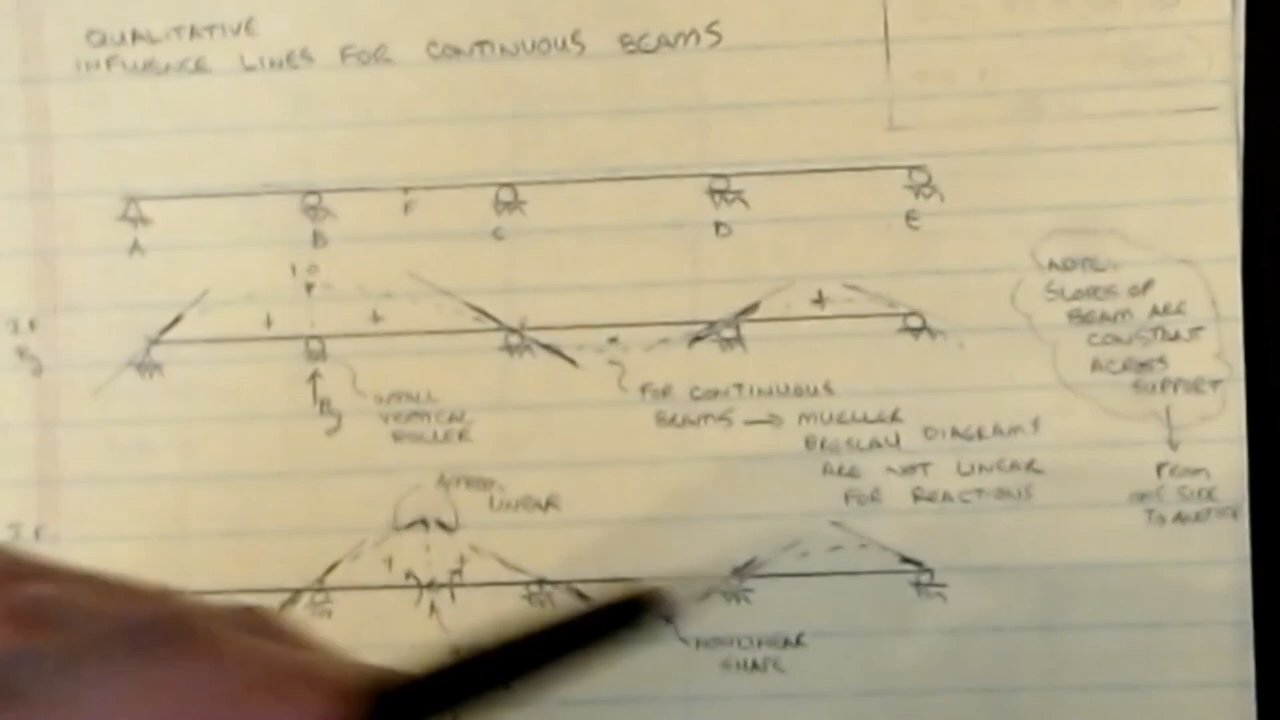 QUALITATIVE
INFLUENCE LINES FOR CONTINUOUS BEAMS
F
A B C D E
1.0
+ + +
NOTE:
SLOPES OF
BEAM ARE
CONSTANT
ACROSS
SUPPORT
FROM
ONE SIDE
TO ANOTHER
SMALL
VERTICAL
ROLLER
FOR CONTINUOUS
BEAMS → MUELLER
BRESLAU DIAGRAMS
ARE NOT LINEAR
FOR REACTIONS
LINEAR
NONLINEAR
SHAPE